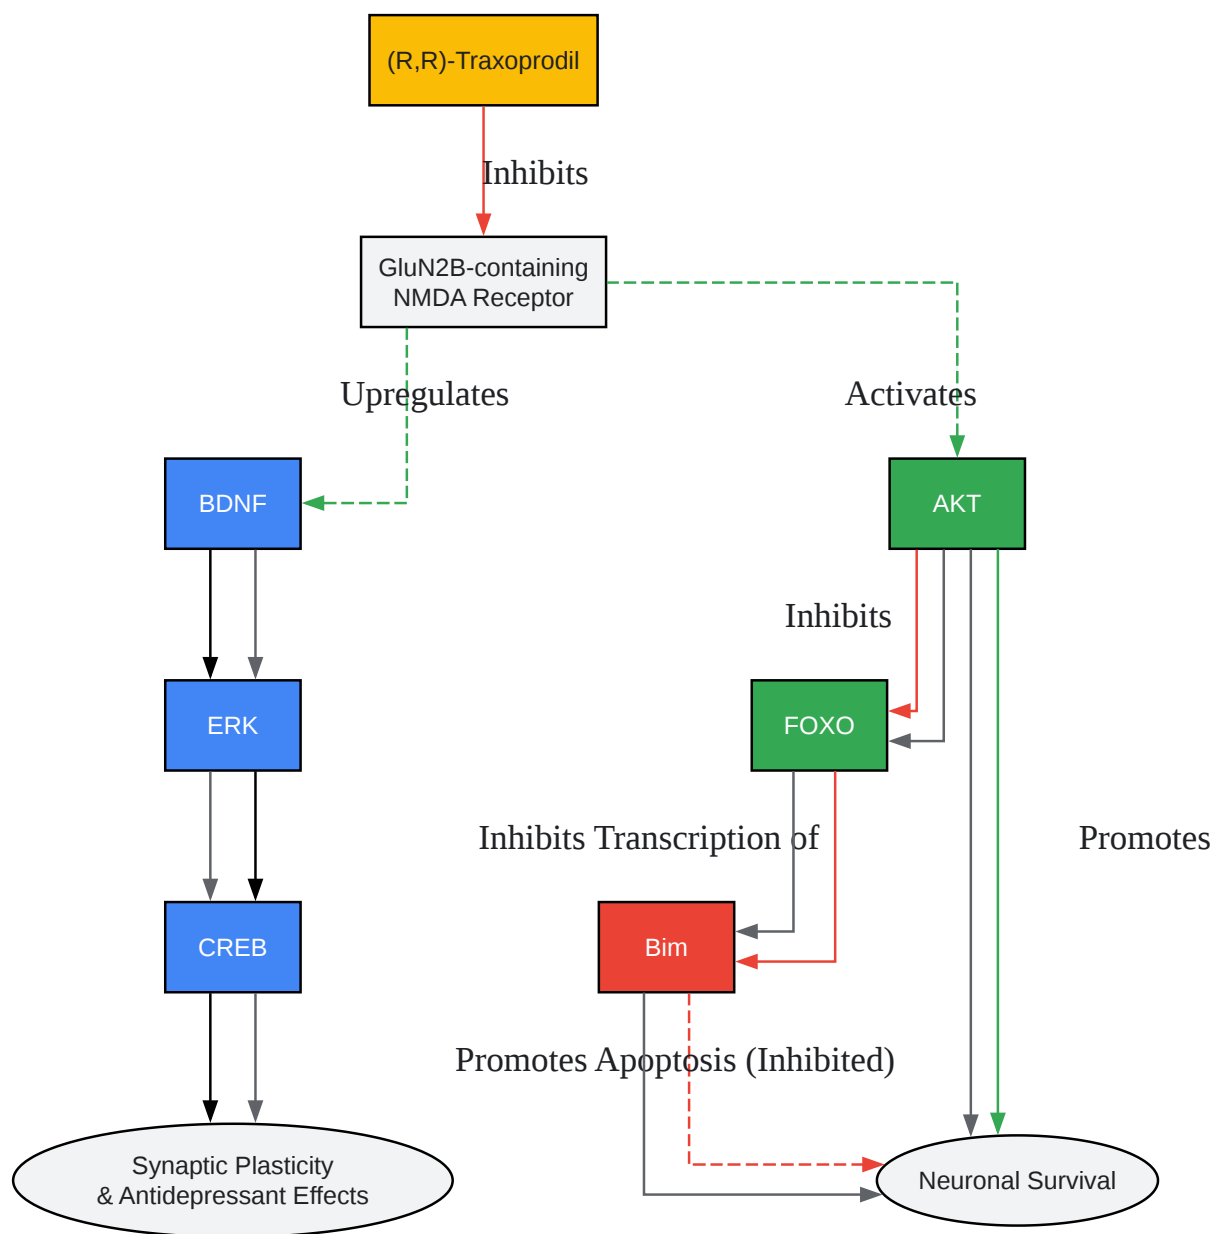 (R,R)-Traxoprodil
Inhibits
GluN2B-containing
NMDA Receptor
Upregulates
Activates
BDNF
AKT
Inhibits
ERK
FOXO
Inhibits Transcription of
Promotes
CREB
Bim
Promotes Apoptosis (Inhibited)
Synaptic Plasticity
& Antidepressant Effects
Neuronal Survival